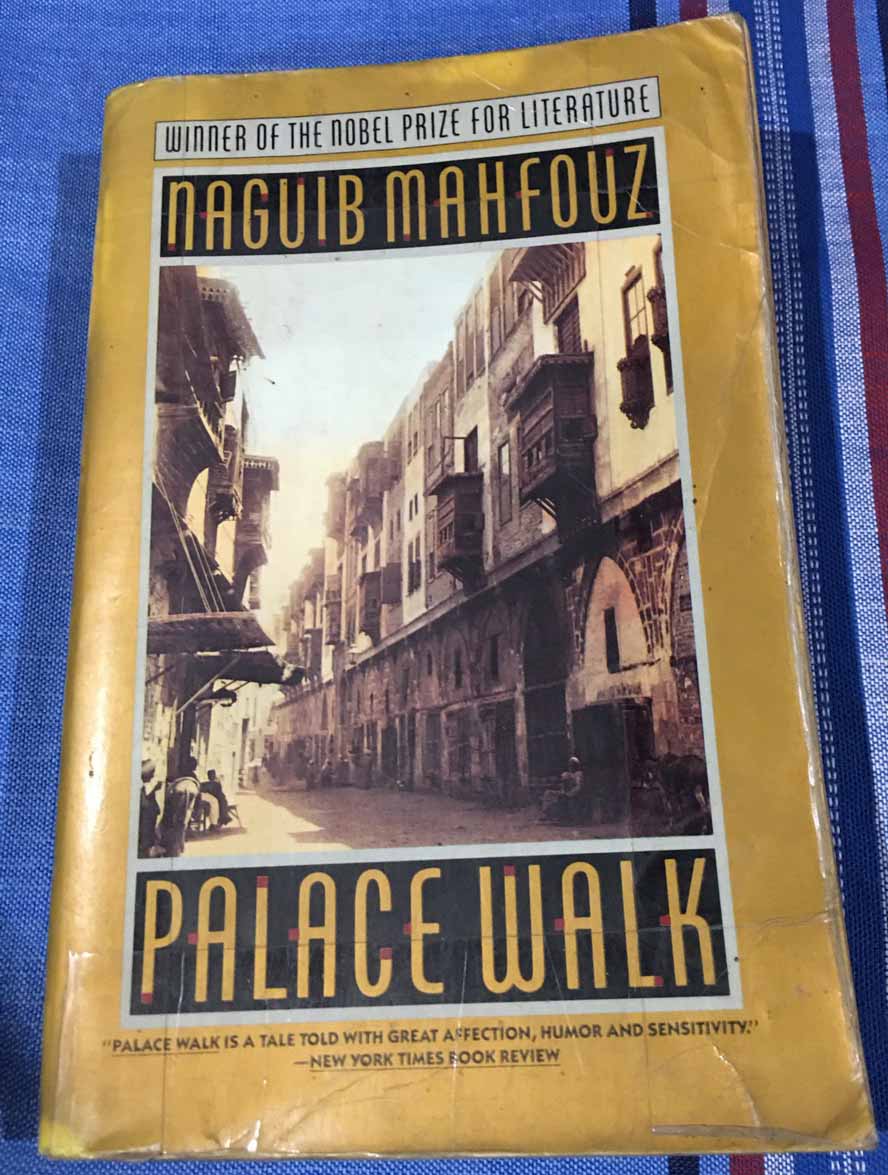 WINNER OF THE NOBEL PRIZE FOR LITERATURE
NAGUIB MAHFOUZ
PALACE WALK
"PALACE WALK IS A TALE TOLD WITH GREAT AFFECTION, HUMOR AND SENSITIVITY."
—NEW YORK TIMES BOOK REVIEW